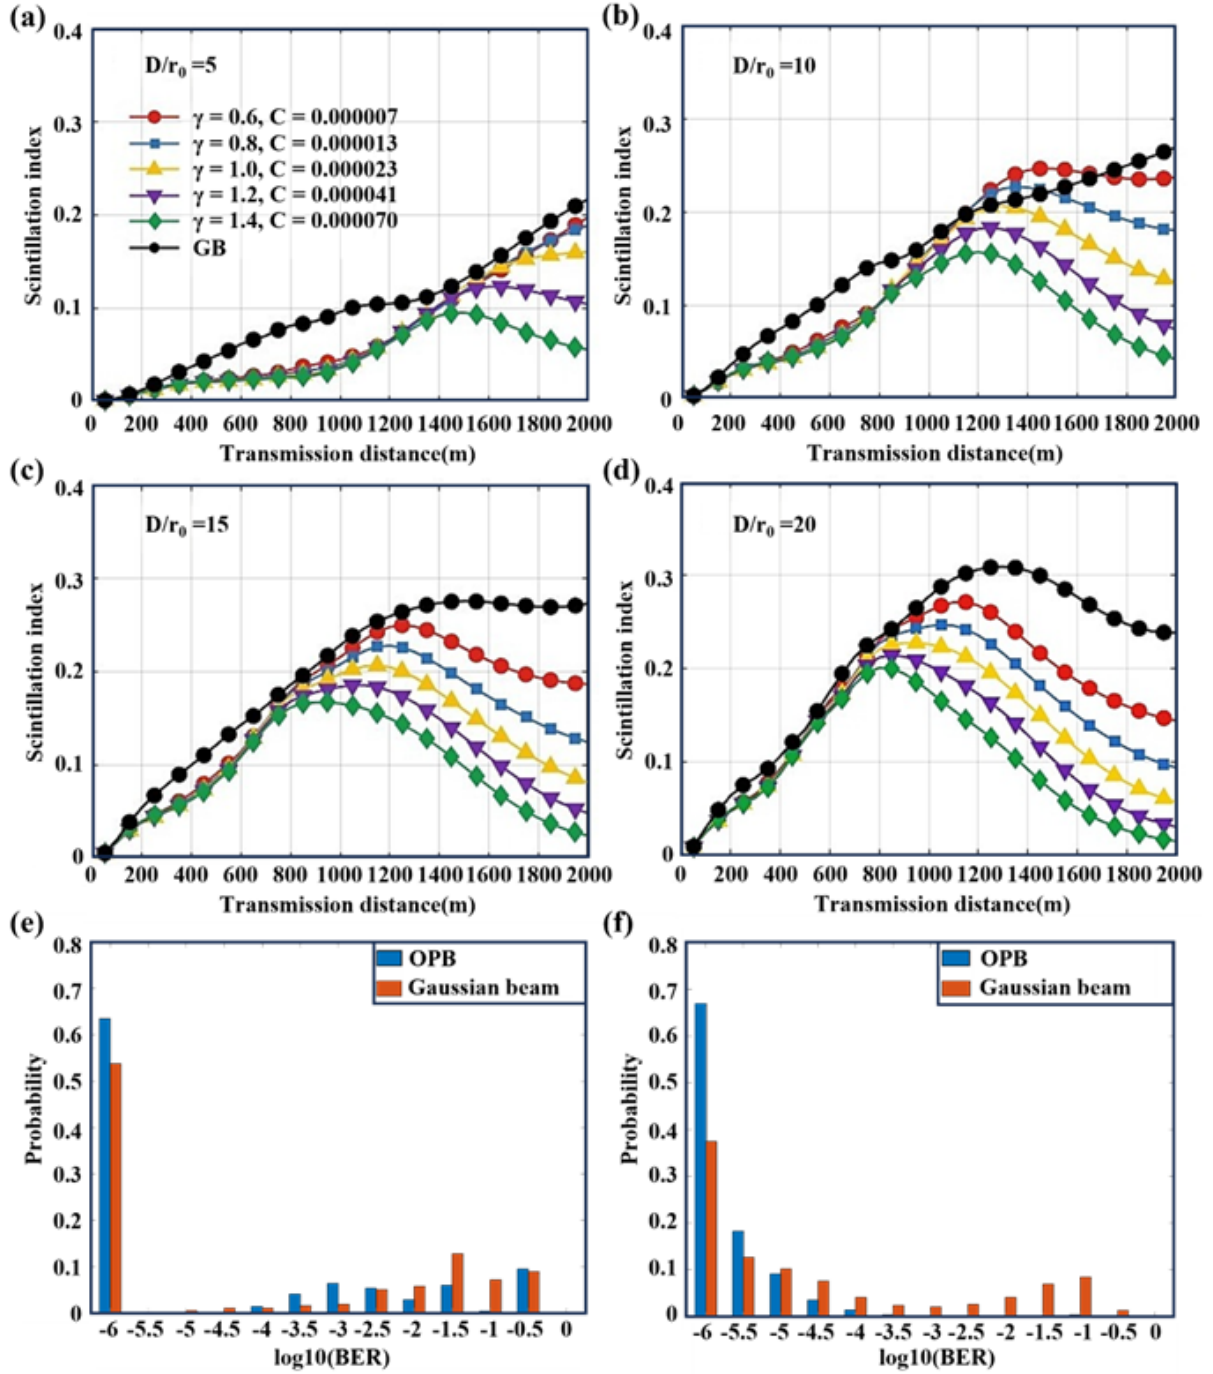 (a)
0.4
0.3
0.2
0.1
0
Scintillation index
D/r₀ =5
γ = 0.6, C = 0.000007
γ = 0.8, C = 0.000013
γ = 1.0, C = 0.000023
γ = 1.2, C = 0.000041
γ = 1.4, C = 0.000070
GB
0 200 400 600 800 1000 1200 1400 1600 1800 2000
Transmission distance(m)
(b)
0.4
0.3
0.2
0.1
0
Scintillation index
D/r₀ =10
0 200 400 600 800 1000 1200 1400 1600 1800 2000
Transmission distance(m)
(c)
0.4
0.3
0.2
0.1
0
Scintillation index
D/r₀ =15
0 200 400 600 800 1000 1200 1400 1600 1800 2000
Transmission distance(m)
(d)
0.4
0.3
0.2
0.1
0
Scintillation index
D/r₀ =20
0 200 400 600 800 1000 1200 1400 1600 1800 2000
Transmission distance(m)
(e)
0.8
0.7
0.6
0.5
0.4
0.3
0.2
0.1
0
Probability
OPB
Gaussian beam
-6 -5.5 -5 -4.5 -4 -3.5 -3 -2.5 -2 -1.5 -1 -0.5 0
log10(BER)
(f)
0.8
0.7
0.6
0.5
0.4
0.3
0.2
0.1
0
Probability
OPB
Gaussian beam
-6 -5.5 -5 -4.5 -4 -3.5 -3 -2.5 -2 -1.5 -1 -0.5 0
log10(BER)